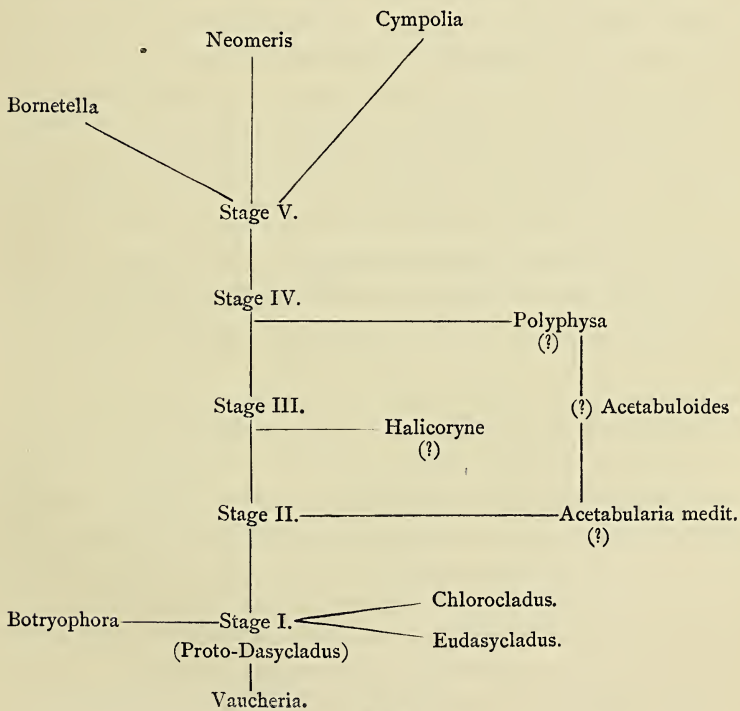 Cympolia
Neomeris
Bornetella
Stage V.
Stage IV.
Polyphysa
(?)
Stage III.
(?) Acetabuloides
Halicoryne
(?)
Stage II.
Acetabularia medit.
(?)
Chlorocladus.
Botryophora
Stage I.
Eudasycladus.
(Proto-Dasycladus)
Vaucheria.